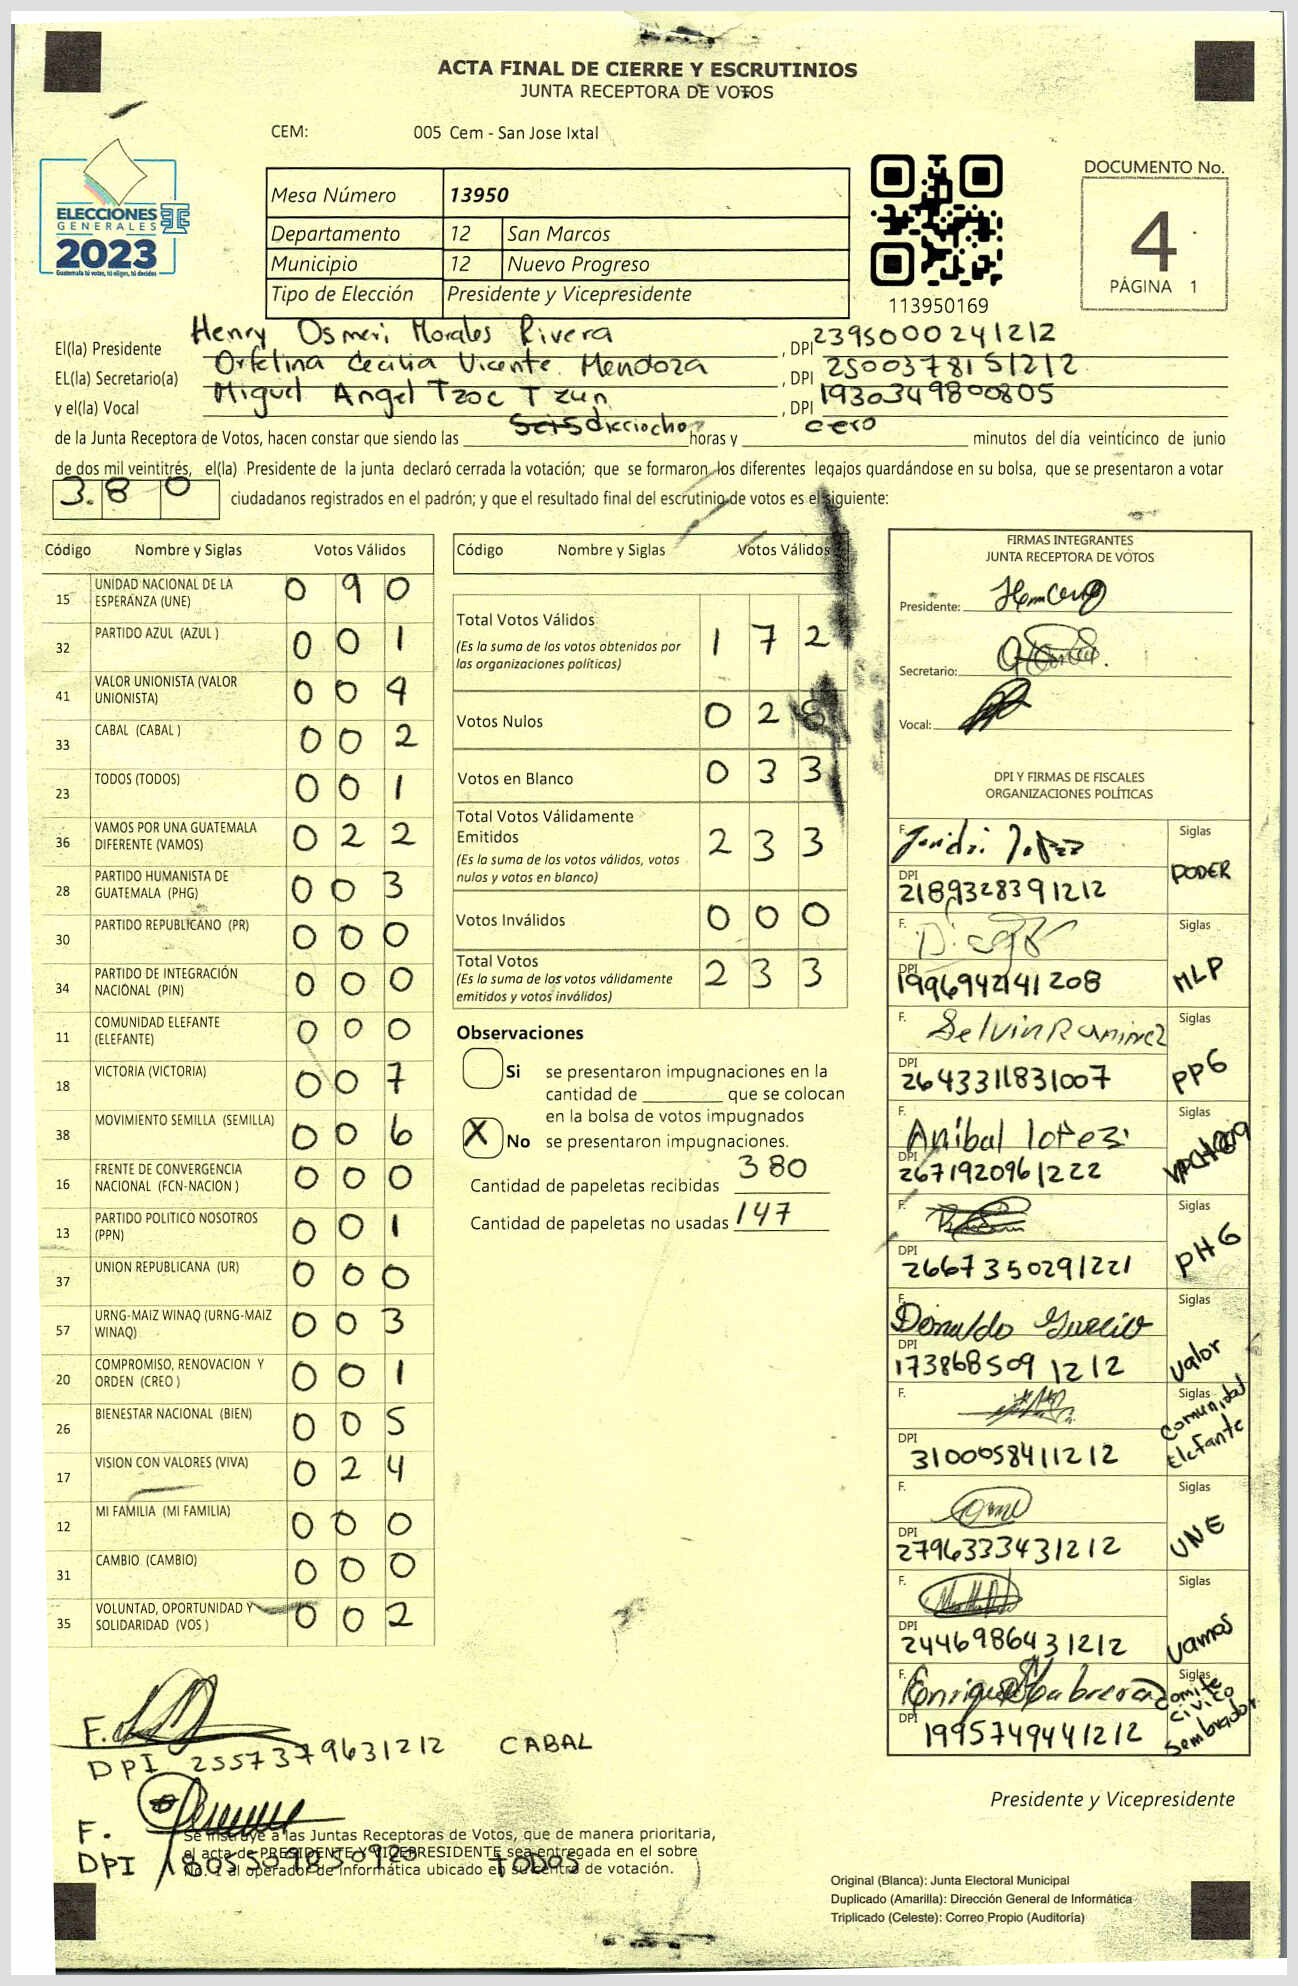 ACTA FINAL DE CIERRE Y ESCRUTINIOS
JUNTA RECEPTORA DE VOTOS
CEM: 005 Cem - San Jose Ixtal
ELECCIONES
GENERALES
2023
Guatemala tú votas, tú eliges, tú decides
Mesa Número 13950
Departamento 12 San Marcos
Municipio 12 Nuevo Progreso
Tipo de Elección Presidente y Vicepresidente
113950169
DOCUMENTO No.
4
PÁGINA 1
El(la) Presidente Henry Osmeri Morales Rivera , DPI 2395000241212
EL(la) Secretario(a) Orfelina Cecilia Vicente Mendoza , DPI 2500378151212
y el(la) Vocal Miguel Angel Tzoc Tzun , DPI 1930349800805
de la Junta Receptora de Votos, hacen constar que siendo las dieciocho horas y cero minutos del día veinticinco de junio
de dos mil veintitrés, el(la) Presidente de la junta declaró cerrada la votación; que se formaron los diferentes legajos guardándose en su bolsa, que se presentaron a votar
3.80 ciudadanos registrados en el padrón; y que el resultado final del escrutinio de votos es el siguiente:
Código Nombre y Siglas Votos Válidos
15 UNIDAD NACIONAL DE LA ESPERANZA (UNE) 0 9 0
32 PARTIDO AZUL (AZUL ) 0 0 1
41 VALOR UNIONISTA (VALOR UNIONISTA) 0 0 4
33 CABAL (CABAL ) 0 0 2
23 TODOS (TODOS) 0 0 1
36 VAMOS POR UNA GUATEMALA DIFERENTE (VAMOS) 0 2 2
28 PARTIDO HUMANISTA DE GUATEMALA (PHG) 0 0 3
30 PARTIDO REPUBLICANO (PR) 0 0 0
34 PARTIDO DE INTEGRACIÓN NACIONAL (PIN) 0 0 0
11 COMUNIDAD ELEFANTE (ELEFANTE) 0 0 0
18 VICTORIA (VICTORIA) 0 0 7
38 MOVIMIENTO SEMILLA (SEMILLA) 0 0 6
16 FRENTE DE CONVERGENCIA NACIONAL (FCN-NACION ) 0 0 0
13 PARTIDO POLITICO NOSOTROS (PPN) 0 0 1
37 UNION REPUBLICANA (UR) 0 0 0
57 URNG-MAIZ WINAQ (URNG-MAIZ WINAQ) 0 0 3
20 COMPROMISO, RENOVACION Y ORDEN (CREO ) 0 0 1
26 BIENESTAR NACIONAL (BIEN) 0 0 5
17 VISION CON VALORES (VIVA) 0 2 4
12 MI FAMILIA (MI FAMILIA) 0 0 0
31 CAMBIO (CAMBIO) 0 0 0
35 VOLUNTAD, OPORTUNIDAD Y SOLIDARIDAD (VOS ) 0 0 2
Código Nombre y Siglas Votos Válidos
Total Votos Válidos 1 7 2
(Es la suma de los votos obtenidos por
las organizaciones políticas)
Votos Nulos 0 2 8
Votos en Blanco 0 3 3
Total Votos Válidamente
Emitidos 2 3 3
(Es la suma de los votos válidos, votos
nulos y votos en blanco)
Votos Inválidos 0 0 0
Total Votos 2 3 3
(Es la suma de los votos válidamente
emitidos y votos inválidos)
Observaciones
Si se presentaron impugnaciones en la
cantidad de ________ que se colocan
en la bolsa de votos impugnados
X No se presentaron impugnaciones.
Cantidad de papeletas recibidas 380
Cantidad de papeletas no usadas 147
FIRMAS INTEGRANTES
JUNTA RECEPTORA DE VOTOS
Presidente:
Secretario:
Vocal:
DPI Y FIRMAS DE FISCALES
ORGANIZACIONES POLÍTICAS
F. Siglas
DPI 2189328391212 PODER
F. Siglas
DPI 1996942141208 MLP
F. Selvin Ramirez Siglas
DPI 2643311831007 PPG
F. Anibal lopez Siglas
DPI 2671920961222
F. Siglas
DPI 2667350291221 PHG
F. Donaldo Siglas
DPI 1738685091212 valor
F. Siglas
DPI 3100058411212 Comunidad Elefante
F. Siglas
DPI 2796333431212 UNE
F. Siglas
DPI 2446986431212 vamos
F. Enrique Cabrera Siglas
DPI 1995749441212 Comite civico Sembrador
F.
DPI 2557379631212 CABAL
F.
DPI 1805309850920 TODOS
Se instruye a las Juntas Receptoras de Votos, que de manera prioritaria,
el acta de PRESIDENTE Y VICEPRESIDENTE sea entregada en el sobre
No. 1 al operador de informática ubicado en su centro de votación.
Presidente y Vicepresidente
Original (Blanca): Junta Electoral Municipal
Duplicado (Amarilla): Dirección General de Informática
Triplicado (Celeste): Correo Propio (Auditoría)